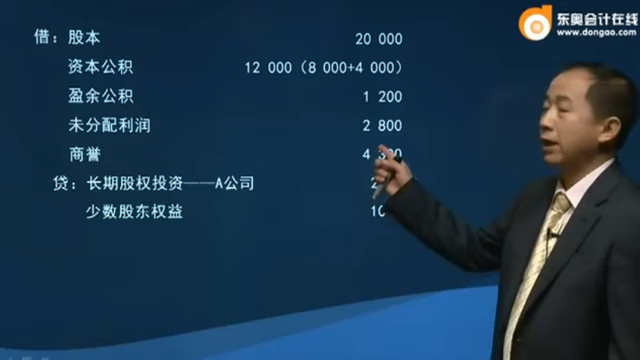 东奥会计在线
www.dongao.com
借：股本 20 000
资本公积 12 000（8 000+4 000）
盈余公积 1 200
未分配利润 2 800
商誉 4
贷：长期股权投资——A公司
少数股东权益